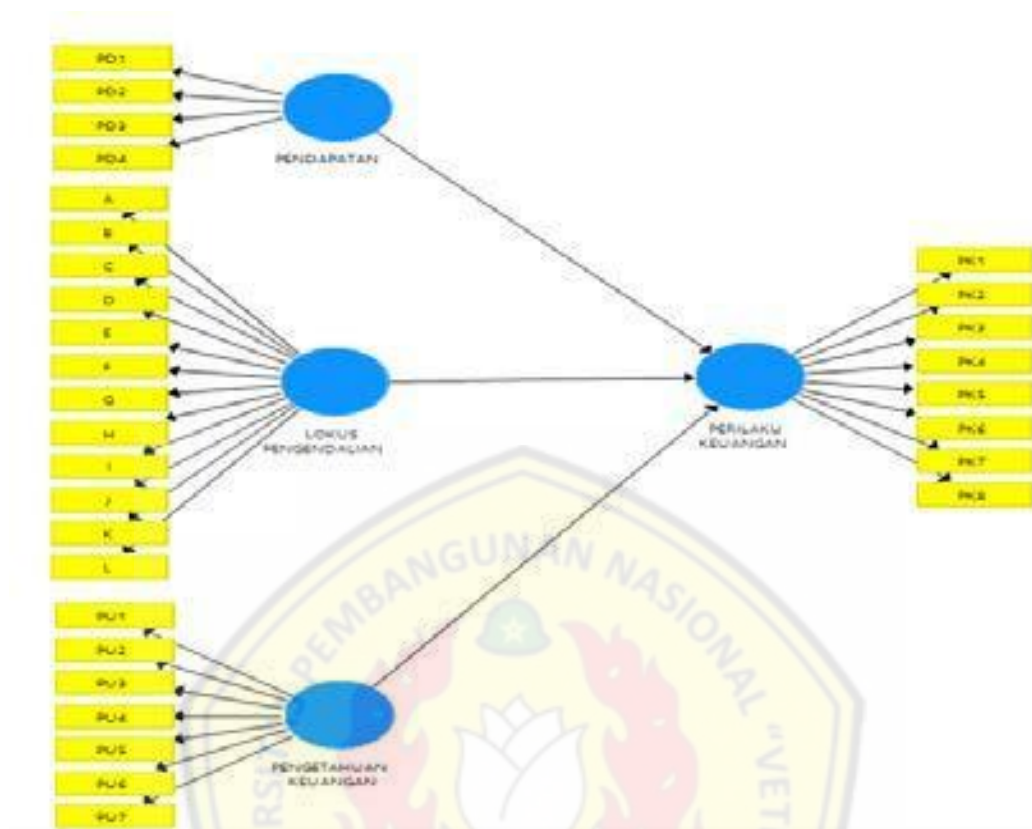 PD1
PD2
PD3
PD4
PENDAPATAN
A
B
C
D
E
F
G
H
I
J
K
L
LOKUS
PENGENDALIAN
PU1
PU2
PU3
PU4
PU5
PU6
PU7
PENGETAHUAN
KEUANGAN
PERILAKU
KEUANGAN
PK1
PK2
PK3
PK4
PK5
PK6
PK7
PK8
PEMBANGUNAN NASIONAL "VET